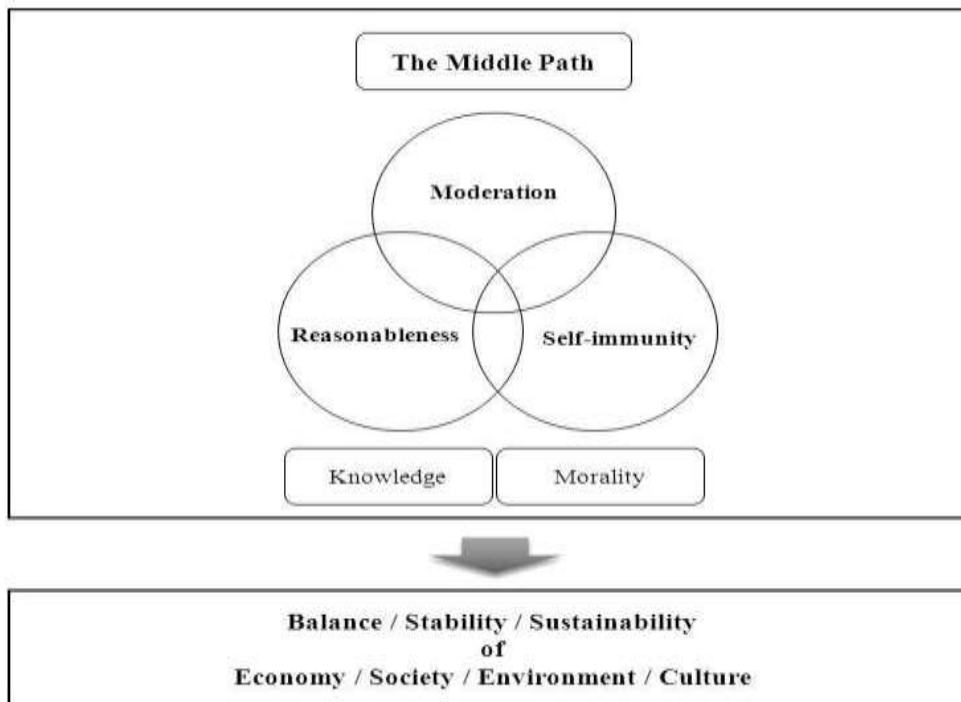 The Middle Path
Moderation
Reasonableness
Self-immunity
Knowledge
Morality
Balance / Stability / Sustainability
of
Economy / Society / Environment / Culture